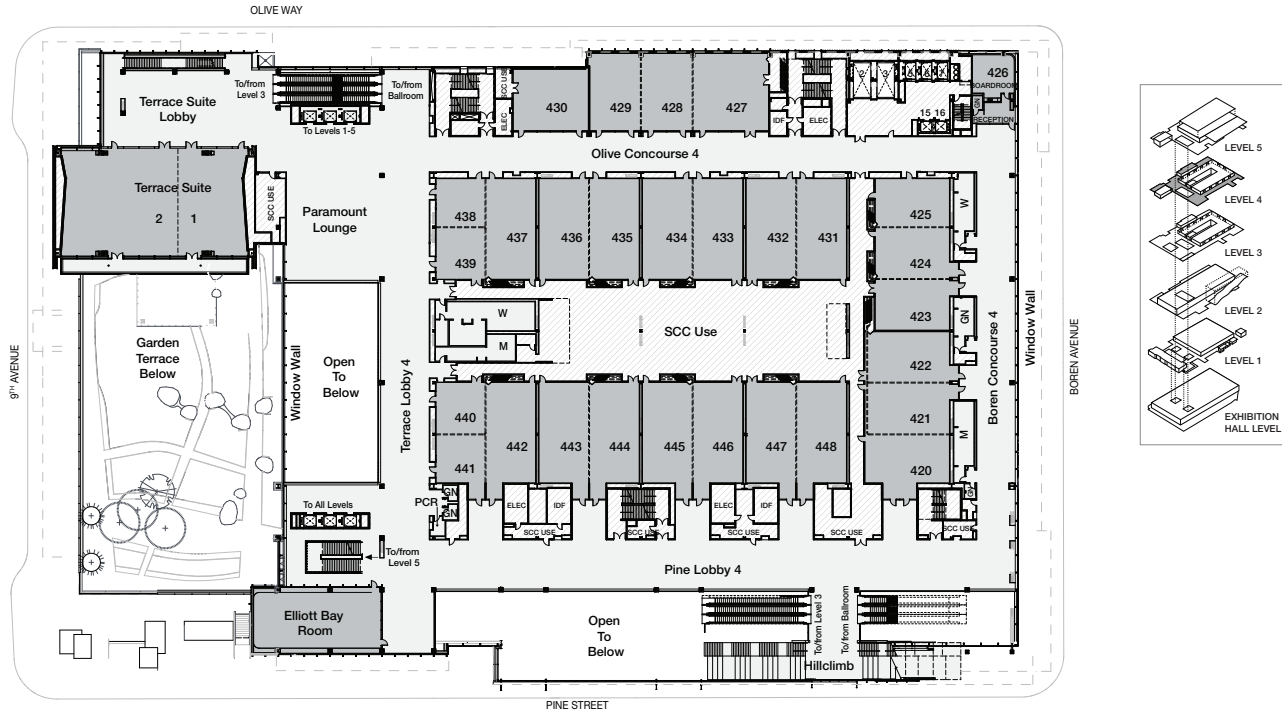 OLIVE WAY
To/from
Level 3
To/from
Ballroom
To Levels 1-5
Terrace Suite
Lobby
SCC USE
ELEC
430
429
428
427
IDF
ELEC
2
3
15 16
426
BOARDROOM
GN
RECEPTION
Olive Concourse 4
Terrace Suite
2
1
SCC USE
Paramount
Lounge
438
439
437
436
435
434
433
432
431
425
424
423
422
421
420
W
GN
M
W
M
SCC Use
Garden
Terrace
Below
Window Wall
Open
To
Below
Terrace Lobby 4
Boren Concourse 4
Window Wall
9TH AVENUE
BOREN AVENUE
440
441
442
443
444
445
446
447
448
PCR
GN
GN
ELEC
IDF
SCC USE
SCC USE
ELEC
IDF
SCC USE
SCC USE
GN
SCC USE
To All Levels
To/from
Level 5
Pine Lobby 4
Elliott Bay
Room
Open
To
Below
To/from Level 3
To/from Ballroom
Hillclimb
PINE STREET
LEVEL 5
LEVEL 4
LEVEL 3
LEVEL 2
LEVEL 1
EXHIBITION
HALL LEVEL